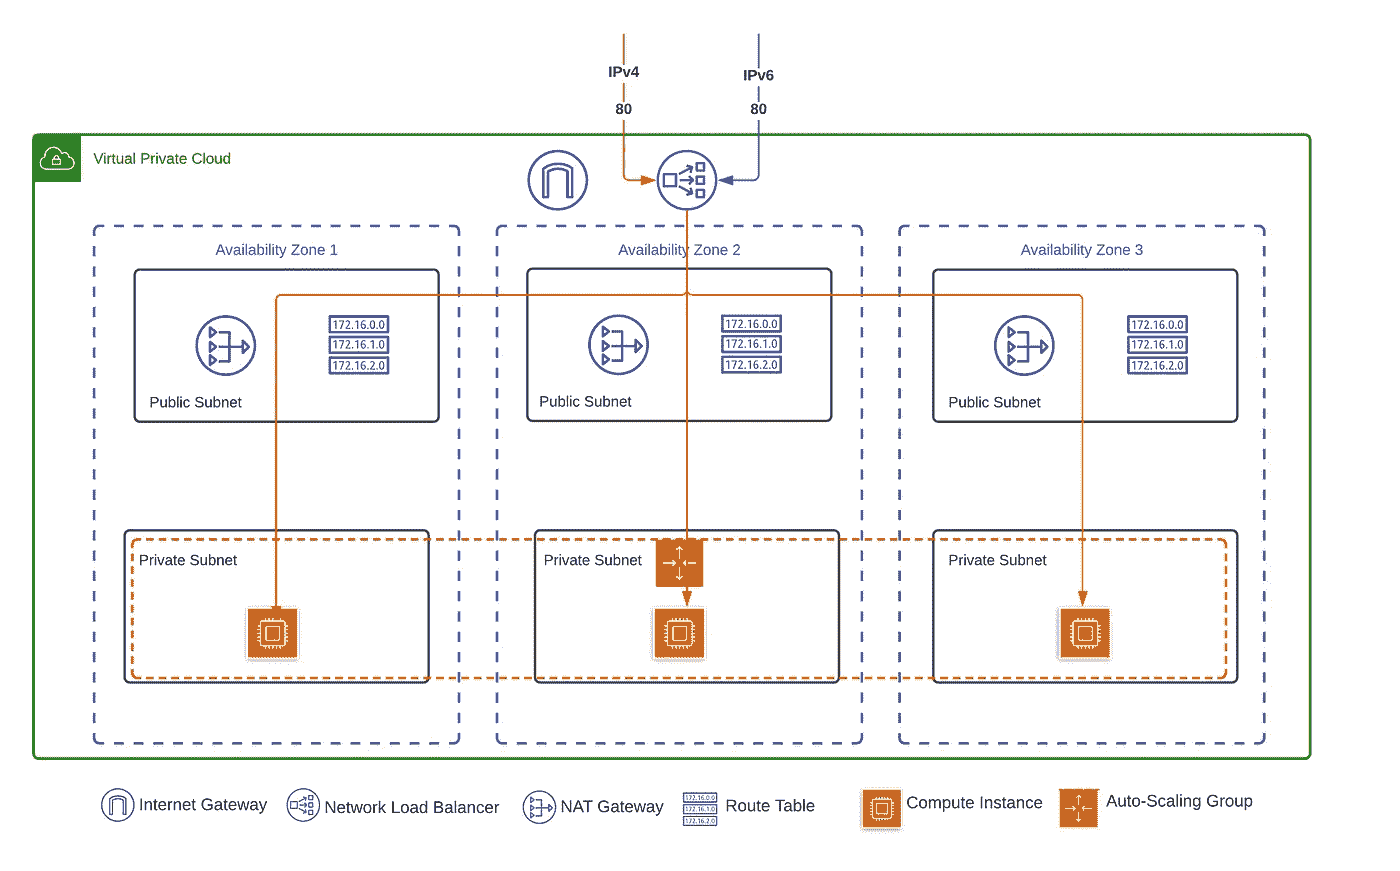 IPv4
IPv6
80
80
Virtual Private Cloud
Availability Zone 1
Availability Zone 2
Availability Zone 3
172.16.0.0
172.16.1.0
172.16.2.0
Public Subnet
172.16.0.0
172.16.1.0
172.16.2.0
Public Subnet
172.16.0.0
172.16.1.0
172.16.2.0
Public Subnet
Private Subnet
Private Subnet
Private Subnet
Internet Gateway
Network Load Balancer
NAT Gateway
172.16.0.0
172.16.1.0
172.16.2.0
Route Table
Compute Instance
Auto-Scaling Group